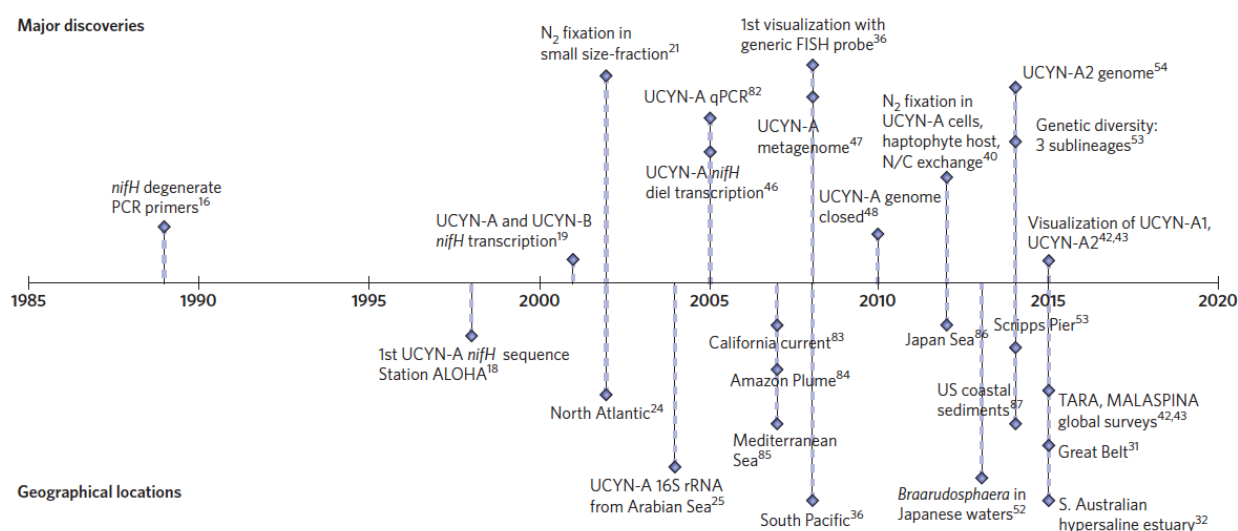 Major discoveries
nifH degenerate
PCR primers16
UCYN-A and UCYN-B
nifH transcription19
N2 fixation in
small size-fraction21
UCYN-A qPCR82
UCYN-A nifH
diel transcription46
1st visualization with
generic FISH probe36
UCYN-A
metagenome47
UCYN-A genome
closed48
N2 fixation in
UCYN-A cells,
haptophyte host,
N/C exchange40
UCYN-A2 genome54
Genetic diversity:
3 sublineages53
Visualization of UCYN-A1,
UCYN-A242,43
1985 1990 1995 2000 2005 2010 2015 2020
1st UCYN-A nifH sequence
Station ALOHA18
North Atlantic24
UCYN-A 16S rRNA
from Arabian Sea25
California current83
Amazon Plume84
Mediterranean
Sea85
South Pacific36
Japan Sea86
Braarudosphaera in
Japanese waters52
Scripps Pier53
US coastal
sediments87
TARA, MALASPINA
global surveys42,43
Great Belt31
S. Australian
hypersaline estuary32
Geographical locations